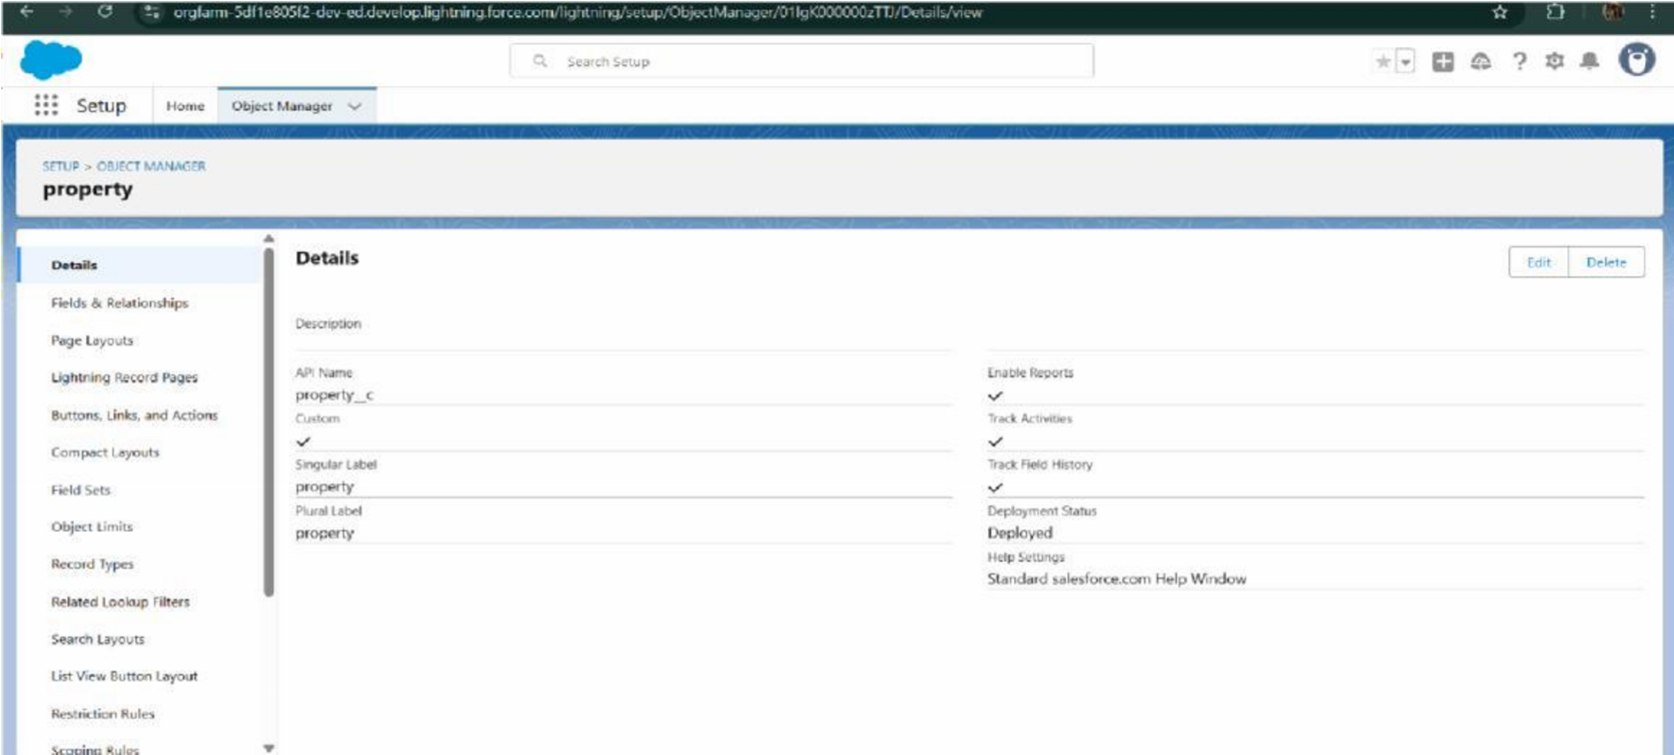 orgfarm-5df1e805f2-dev-ed.develop.lightning.force.com/lightning/setup/ObjectManager/01IgK000000zTTJ/Details/view
Search Setup
Setup Home Object Manager
SETUP > OBJECT MANAGER
property
Details
Fields & Relationships
Page Layouts
Lightning Record Pages
Buttons, Links, and Actions
Compact Layouts
Field Sets
Object Limits
Record Types
Related Lookup Filters
Search Layouts
List View Button Layout
Restriction Rules
Scoping Rules
Details
Edit Delete
Description
API Name
property__c
Custom
Singular Label
property
Plural Label
property
Enable Reports
Track Activities
Track Field History
Deployment Status
Deployed
Help Settings
Standard salesforce.com Help Window